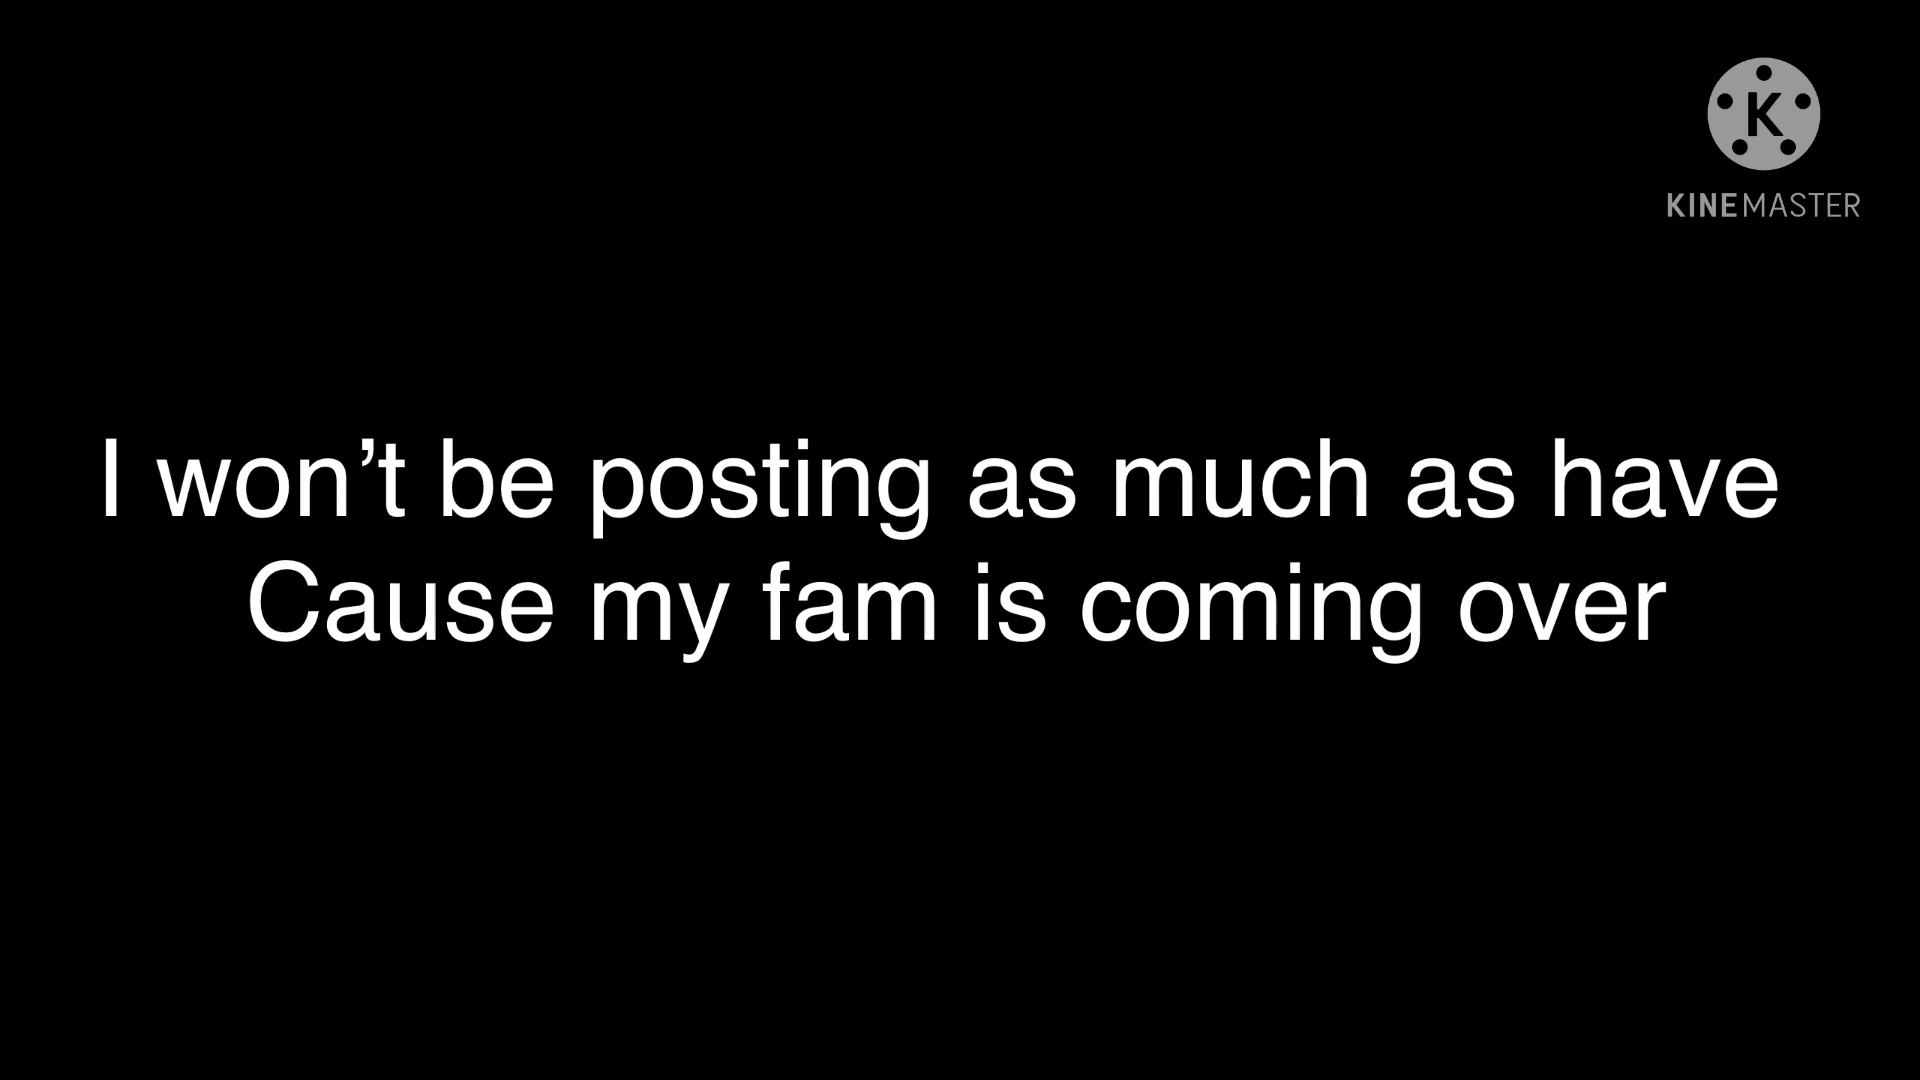 K
KINEMASTER
I won’t be posting as much as have
Cause my fam is coming over